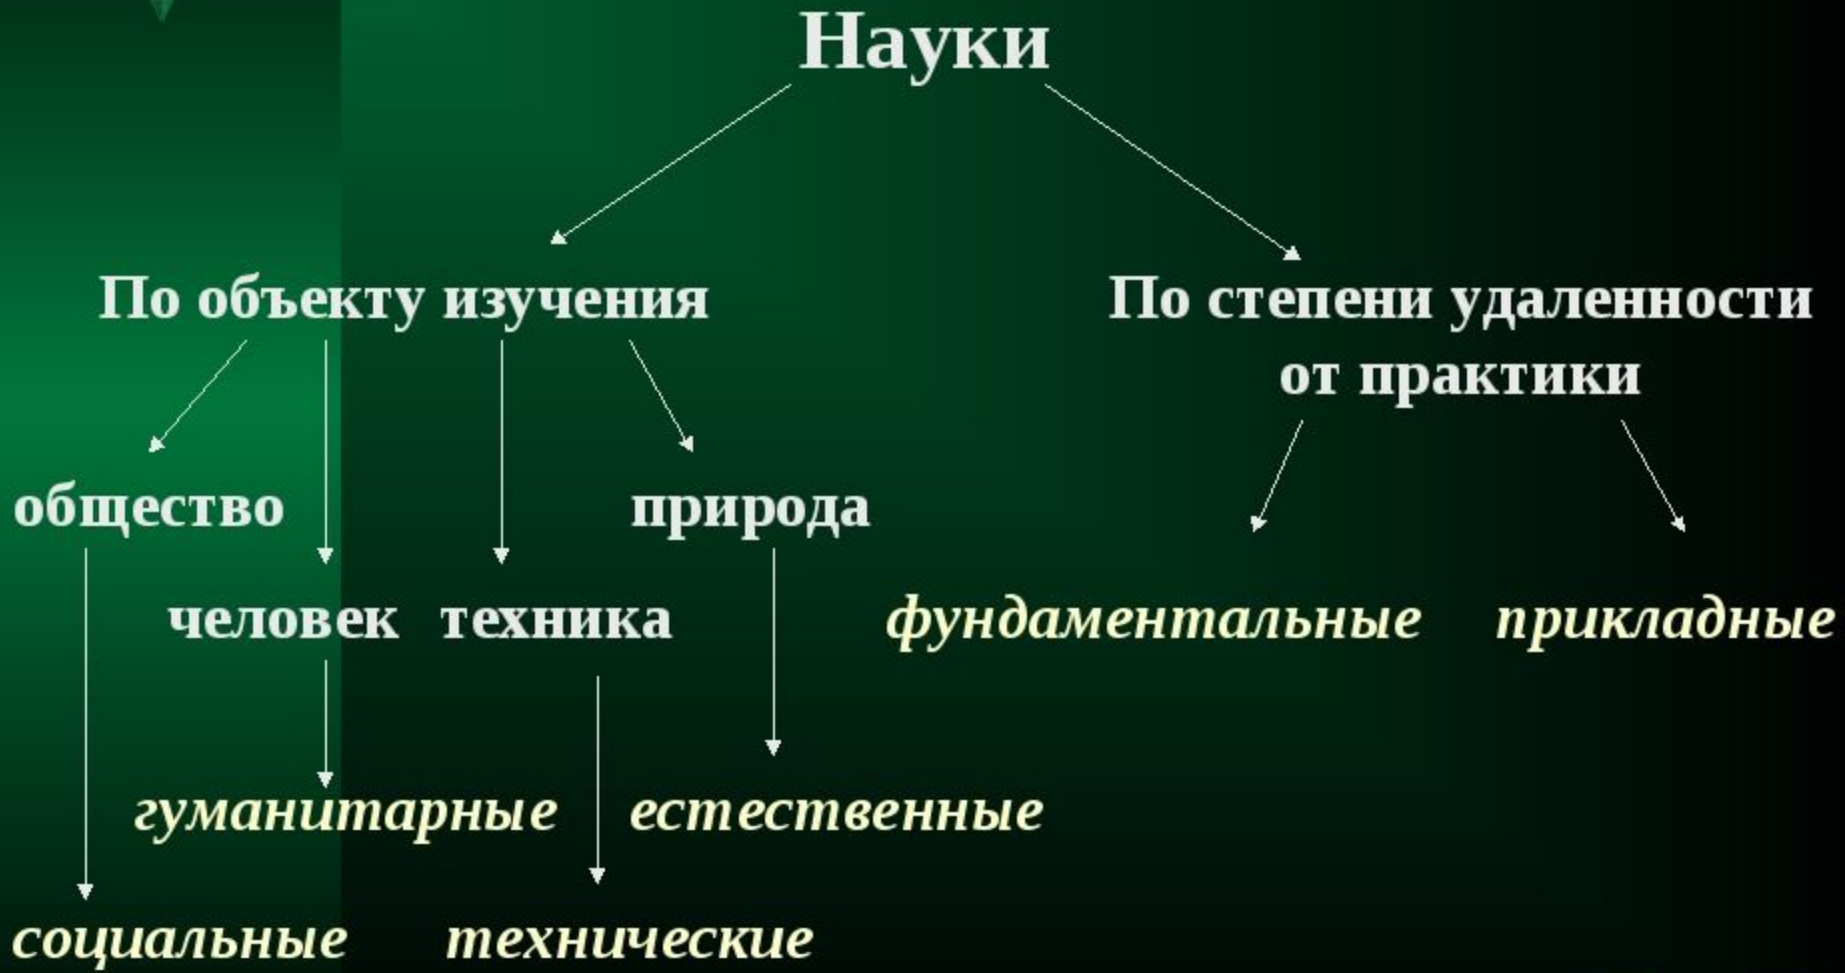 Науки
По объекту изучения
По степени удаленности
от практики
общество
природа
человек
техника
фундаментальные
прикладные
гуманитарные
естественные
социальные
технические